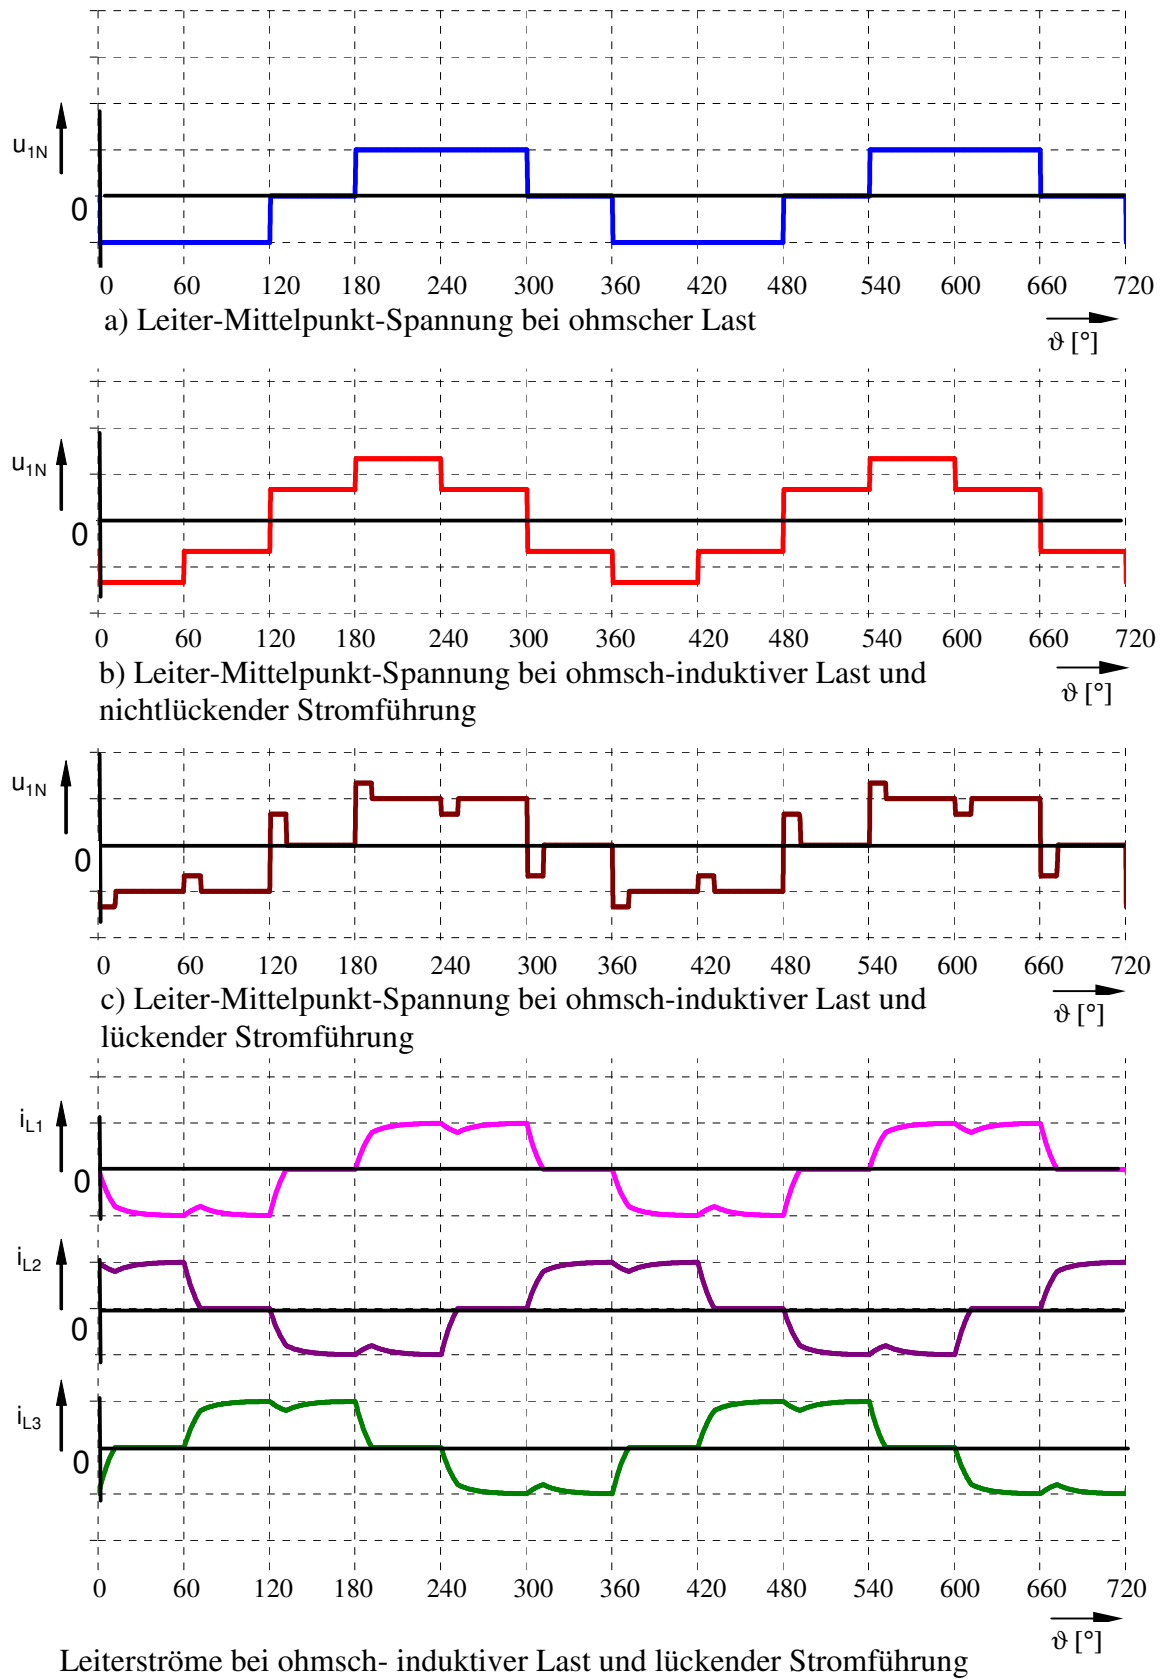 u1N
0
0 60 120 180 240 300 360 420 480 540 600 660 720
a) Leiter-Mittelpunkt-Spannung bei ohmscher Last
ϑ [°]
u1N
0
0 60 120 180 240 300 360 420 480 540 600 660 720
b) Leiter-Mittelpunkt-Spannung bei ohmsch-induktiver Last und
nichtlückender Stromführung
ϑ [°]
u1N
0
0 60 120 180 240 300 360 420 480 540 600 660 720
c) Leiter-Mittelpunkt-Spannung bei ohmsch-induktiver Last und
lückender Stromführung
ϑ [°]
iL1
0
iL2
0
iL3
0
0 60 120 180 240 300 360 420 480 540 600 660 720
ϑ [°]
Leiterströme bei ohmsch- induktiver Last und lückender Stromführung